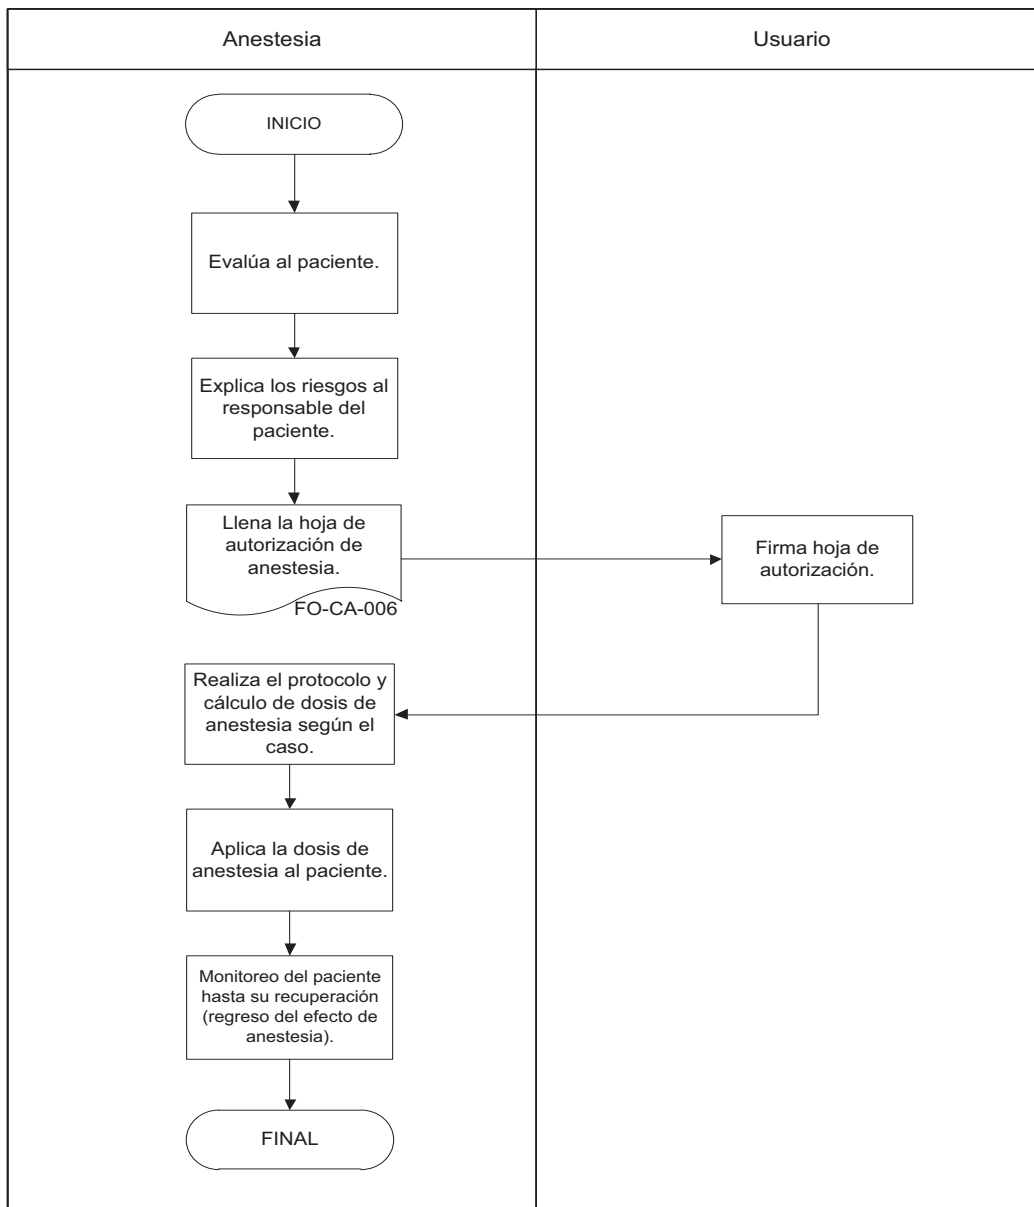 Anestesia
Usuario
INICIO
Evalúa al paciente.
Explica los riesgos al
responsable del
paciente.
Llena la hoja de
autorización de
anestesia.
FO-CA-006
Firma hoja de
autorización.
Realiza el protocolo y
cálculo de dosis de
anestesia según el
caso.
Aplica la dosis de
anestesia al paciente.
Monitoreo del paciente
hasta su recuperación
(regreso del efecto de
anestesia).
FINAL